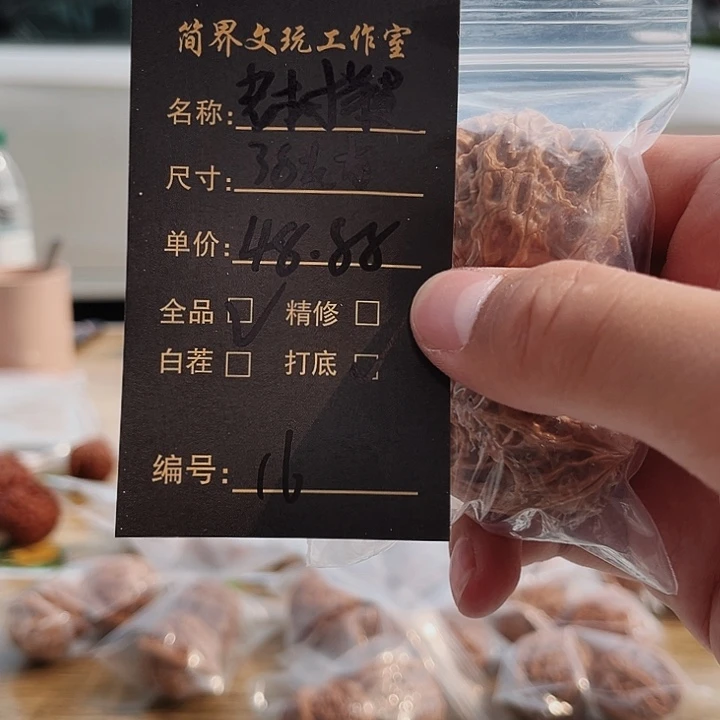 简界文玩工作室
名称:
尺寸: 38
单价: 48.88
全品 精修
白茬 打底
编号: 16